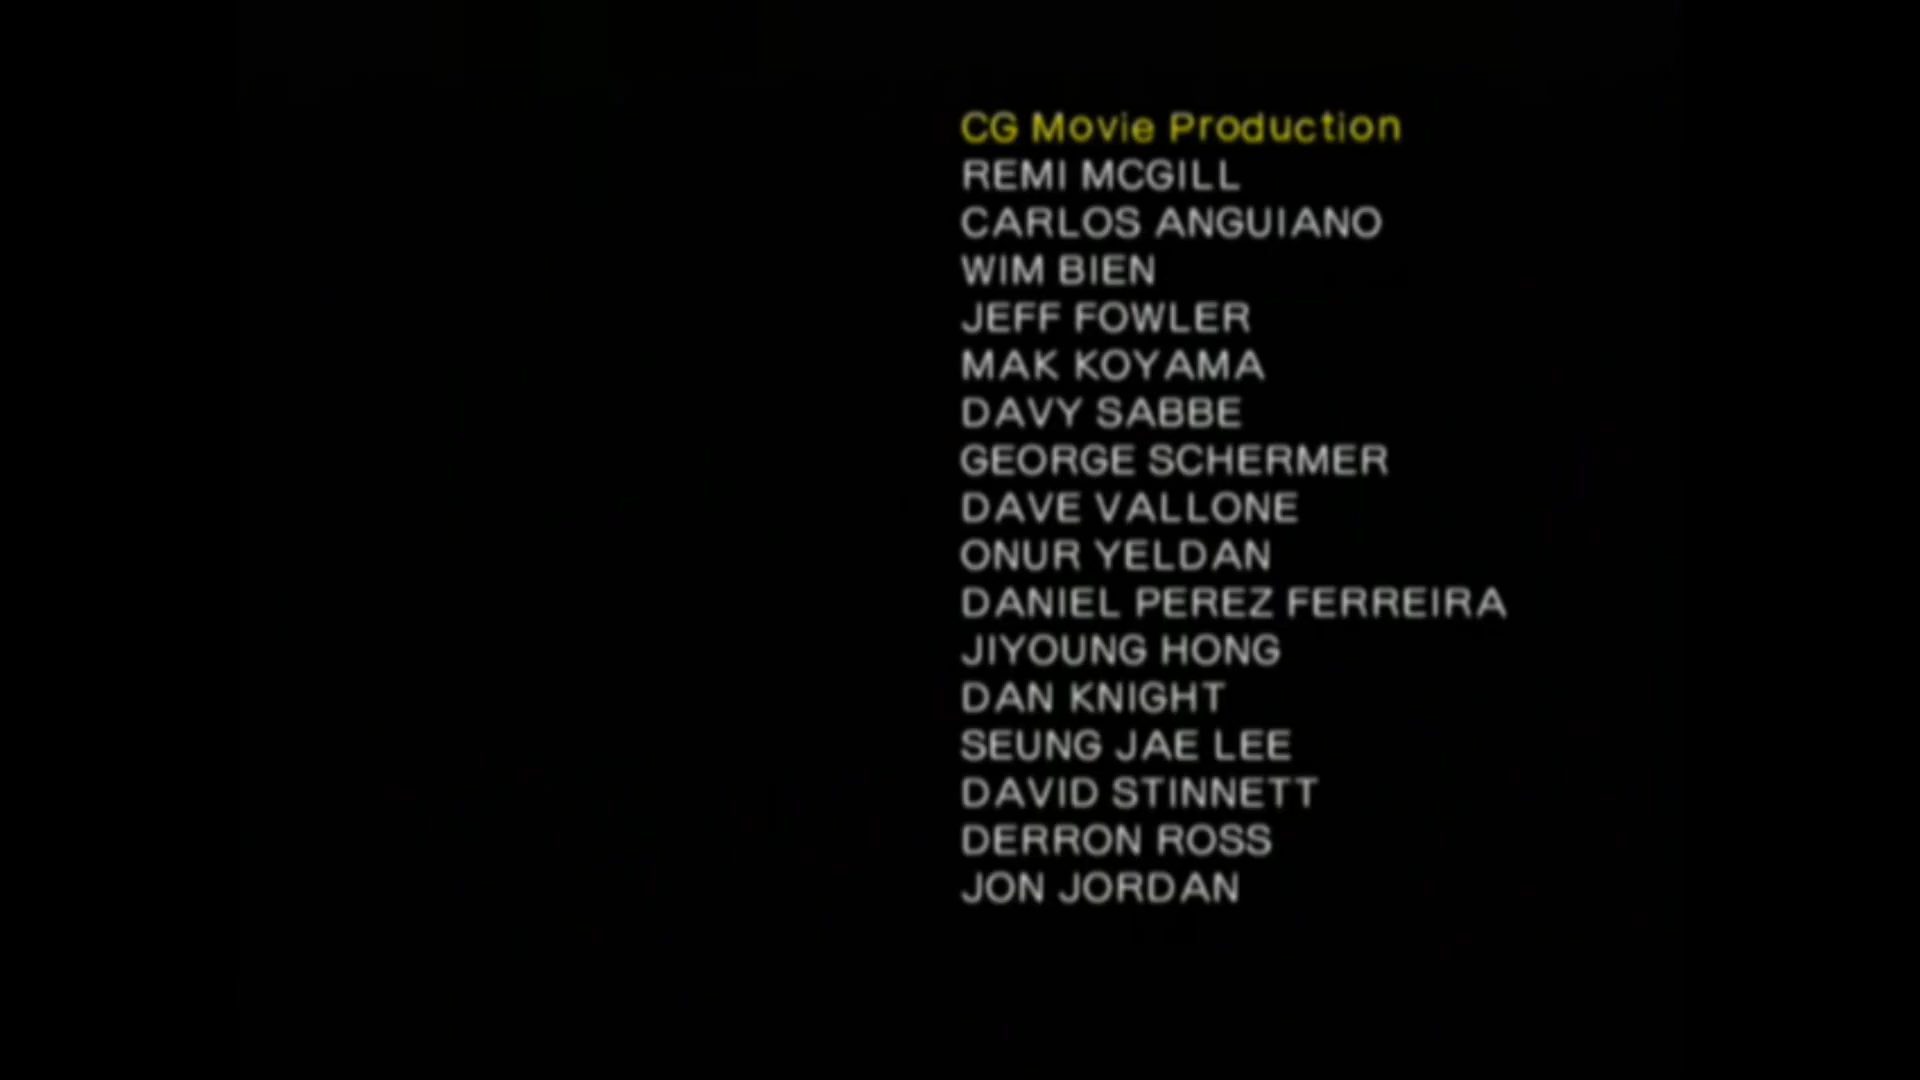 CG Movie Production
REMI MCGILL
CARLOS ANGUIANO
WIM BIEN
JEFF FOWLER
MAK KOYAMA
DAVY SABBE
GEORGE SCHERMER
DAVE VALLONE
ONUR YELDAN
DANIEL PEREZ FERREIRA
JIYOUNG HONG
DAN KNIGHT
SEUNG JAE LEE
DAVID STINNETT
DERRON ROSS
JON JORDAN